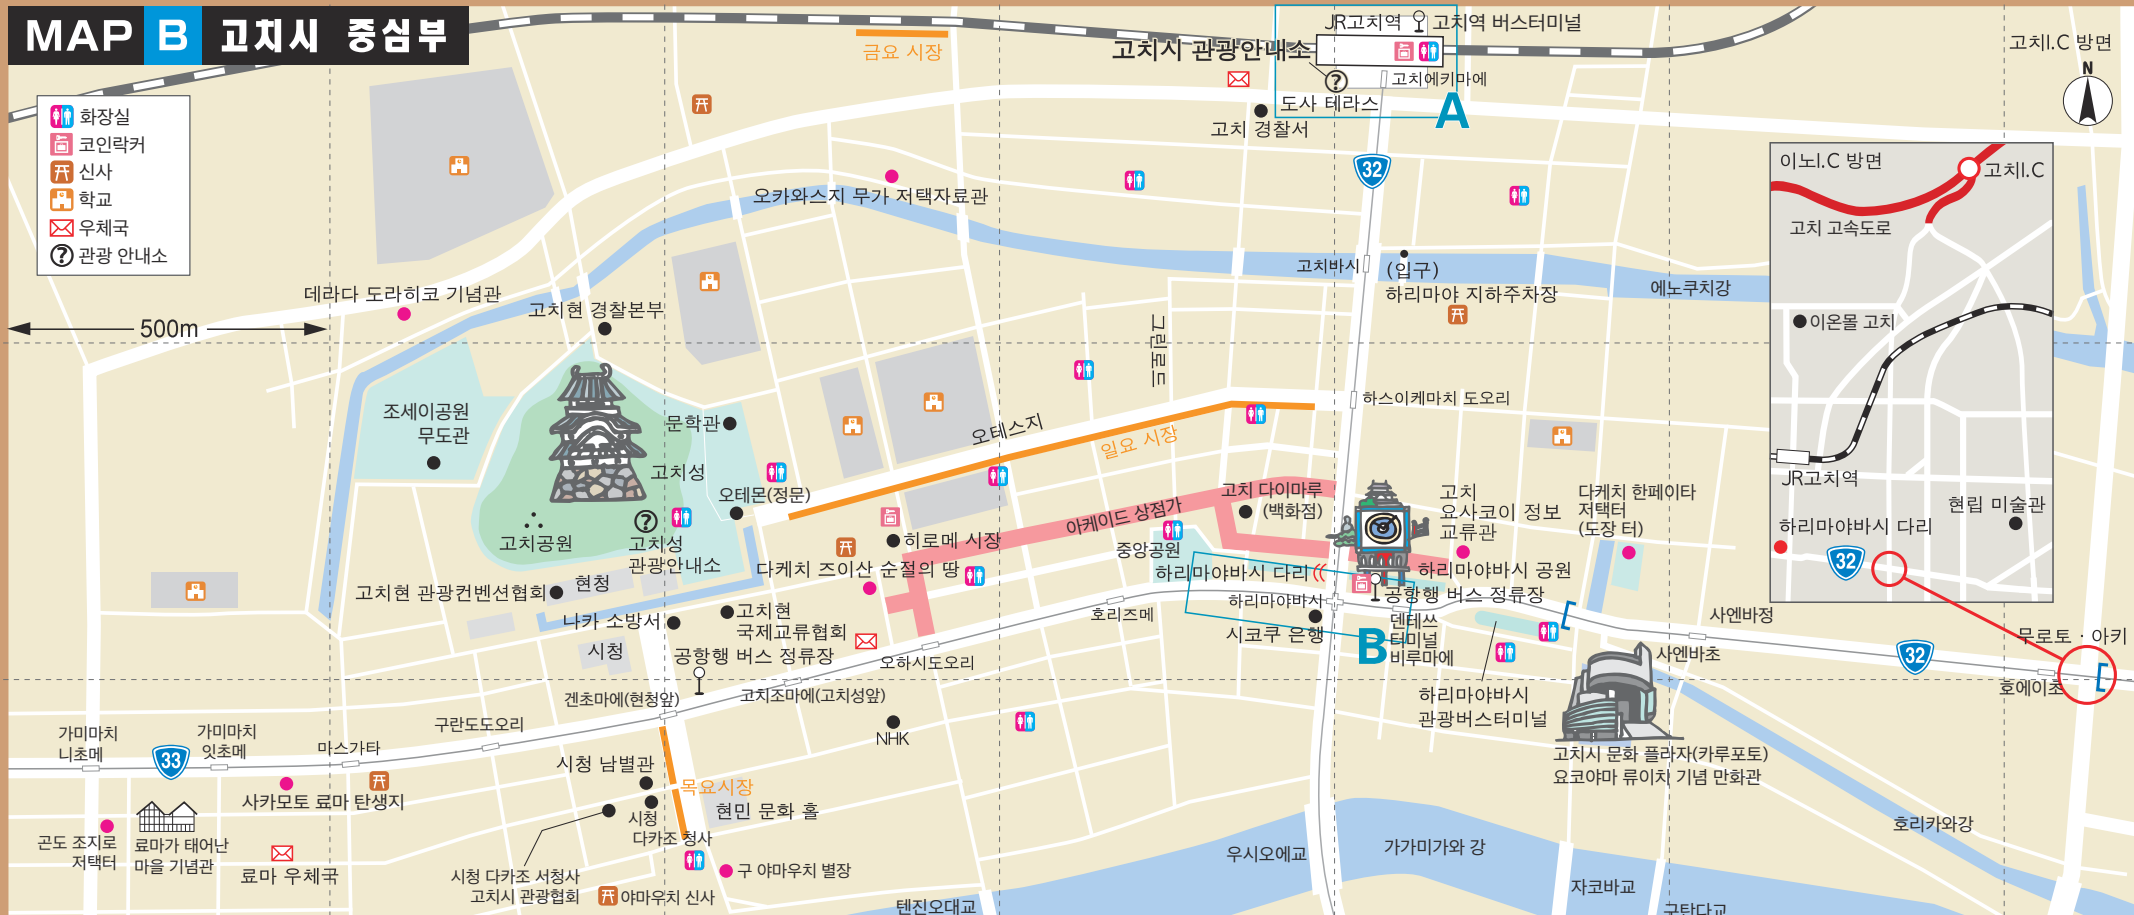 MAP B 고치시 중심부
화장실
코인락커
신사
학교
우체국
관광 안내소
500m
금요 시장
JR고치역
고치역 버스터미널
고치시 관광안내소
고치에키마에
도사 테라스
고치 경찰서
A
고치I.C 방면
N
32
이노I.C 방면
고치I.C
고치 고속도로
이온몰 고치
JR고치역
현립 미술관
하리마야바시 다리
32
오카와스지 무가 저택자료관
고치바시
(입구)
하리마야 지하주차장
에노쿠치강
데라다 도라히코 기념관
고치현 경찰본부
그린로드
조세이공원
무도관
문학관
고치성
오테몬(정문)
오테스지
일요 시장
하스이케마치 도오리
고치공원
고치성
관광안내소
히로메 시장
다케치 즈이산 순절의 땅
아케이드 상점가
고치 다이마루
(백화점)
중앙공원
고치
요사코이 정보
교류관
다케치 한페이타
저택터
(도장 터)
하리마야바시 다리
하리마야바시 공원
공항행 버스 정류장
하리마야바시
시코쿠 은행
B
덴테쓰
터미널
비루마에
고치현 관광컨벤션협회
현청
나카 소방서
고치현
국제교류협회
시청
공항행 버스 정류장
호리즈메
오하시도오리
사엔바정
사엔바초
32
무로토 · 아키
호에이초
겐초마에(현청앞)
고치조마에(고치성앞)
하리마야바시
관광버스터미널
고치시 문화 플라자(카루포토)
요코야마 류이치 기념 만화관
가미마치
니초메
33
가미마치
잇초메
마스가타
구란도도오리
NHK
시청 남별관
목요시장
현민 문화 홀
사카모토 료마 탄생지
시청
다카조 청사
곤도 조지로
저택터
료마가 태어난
마을 기념관
료마 우체국
시청 다카조 서청사
고치시 관광협회
야마우치 신사
구 야마우치 별장
우시오에교
가가미가와 강
호리카와강
자코바교
텐진오대교
구탄다교